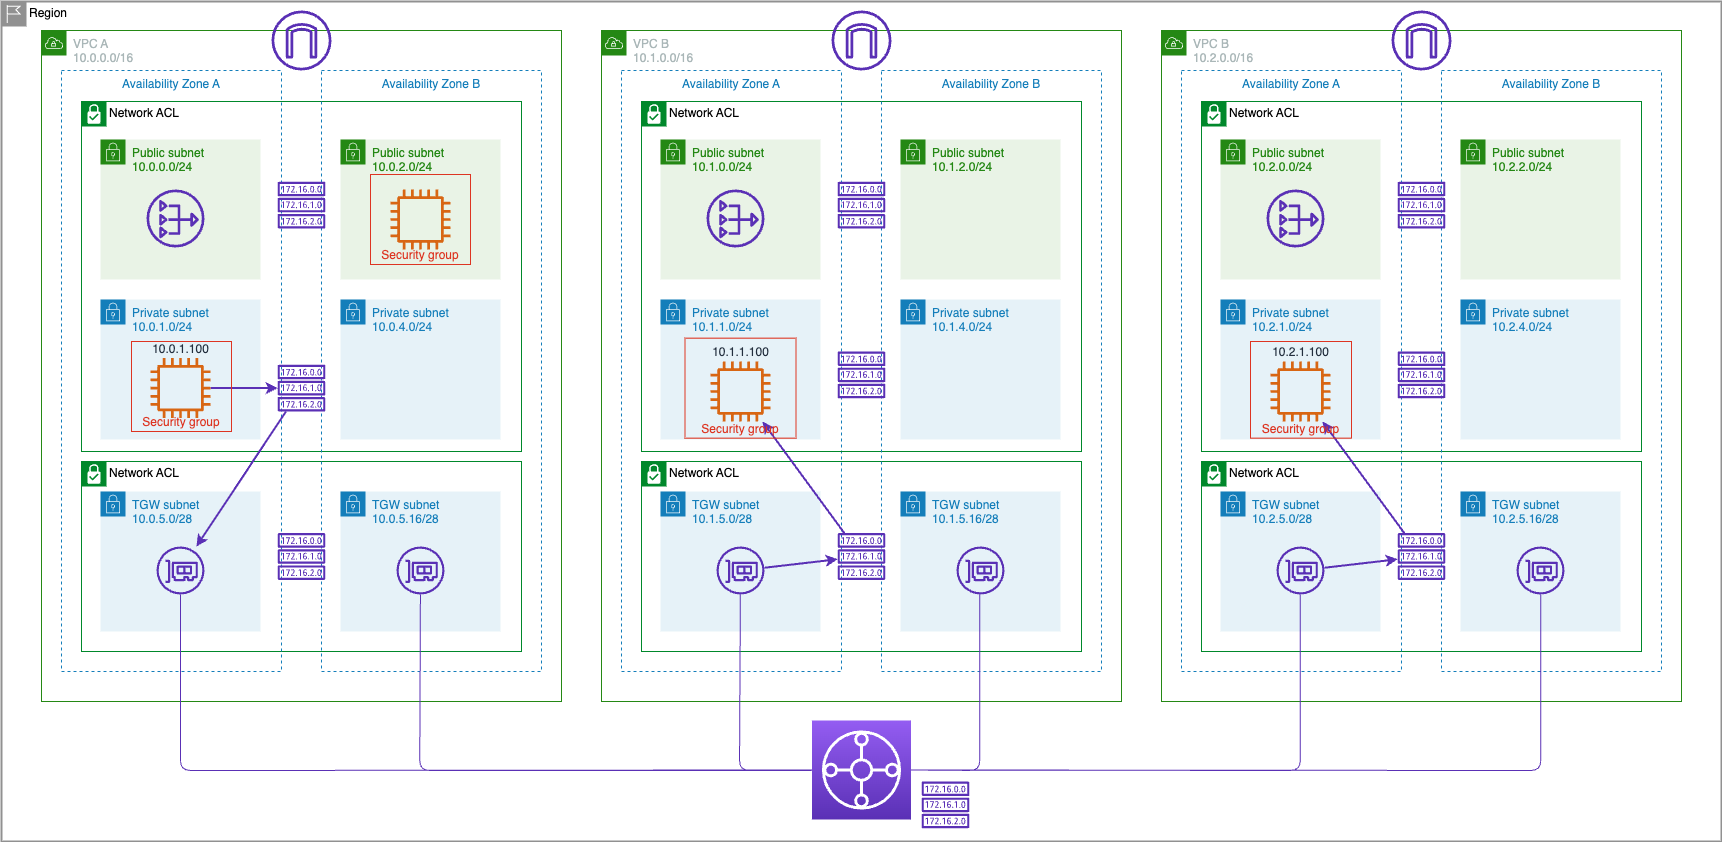 Region
VPC A
10.0.0.0/16
Availability Zone A
Availability Zone B
Network ACL
Public subnet
10.0.0.0/24
Public subnet
10.0.2.0/24
172.16.0.0
172.16.1.0
172.16.2.0
Security group
Private subnet
10.0.1.0/24
Private subnet
10.0.4.0/24
10.0.1.100
172.16.0.0
172.16.1.0
172.16.2.0
Security group
Network ACL
TGW subnet
10.0.5.0/28
TGW subnet
10.0.5.16/28
172.16.0.0
172.16.1.0
172.16.2.0
VPC B
10.1.0.0/16
Availability Zone A
Availability Zone B
Network ACL
Public subnet
10.1.0.0/24
Public subnet
10.1.2.0/24
172.16.0.0
172.16.1.0
172.16.2.0
Private subnet
10.1.1.0/24
Private subnet
10.1.4.0/24
10.1.1.100
172.16.0.0
172.16.1.0
172.16.2.0
Security group
Network ACL
TGW subnet
10.1.5.0/28
TGW subnet
10.1.5.16/28
172.16.0.0
172.16.1.0
172.16.2.0
VPC B
10.2.0.0/16
Availability Zone A
Availability Zone B
Network ACL
Public subnet
10.2.0.0/24
Public subnet
10.2.2.0/24
172.16.0.0
172.16.1.0
172.16.2.0
Private subnet
10.2.1.0/24
Private subnet
10.2.4.0/24
10.2.1.100
172.16.0.0
172.16.1.0
172.16.2.0
Security group
Network ACL
TGW subnet
10.2.5.0/28
TGW subnet
10.2.5.16/28
172.16.0.0
172.16.1.0
172.16.2.0
172.16.0.0
172.16.1.0
172.16.2.0